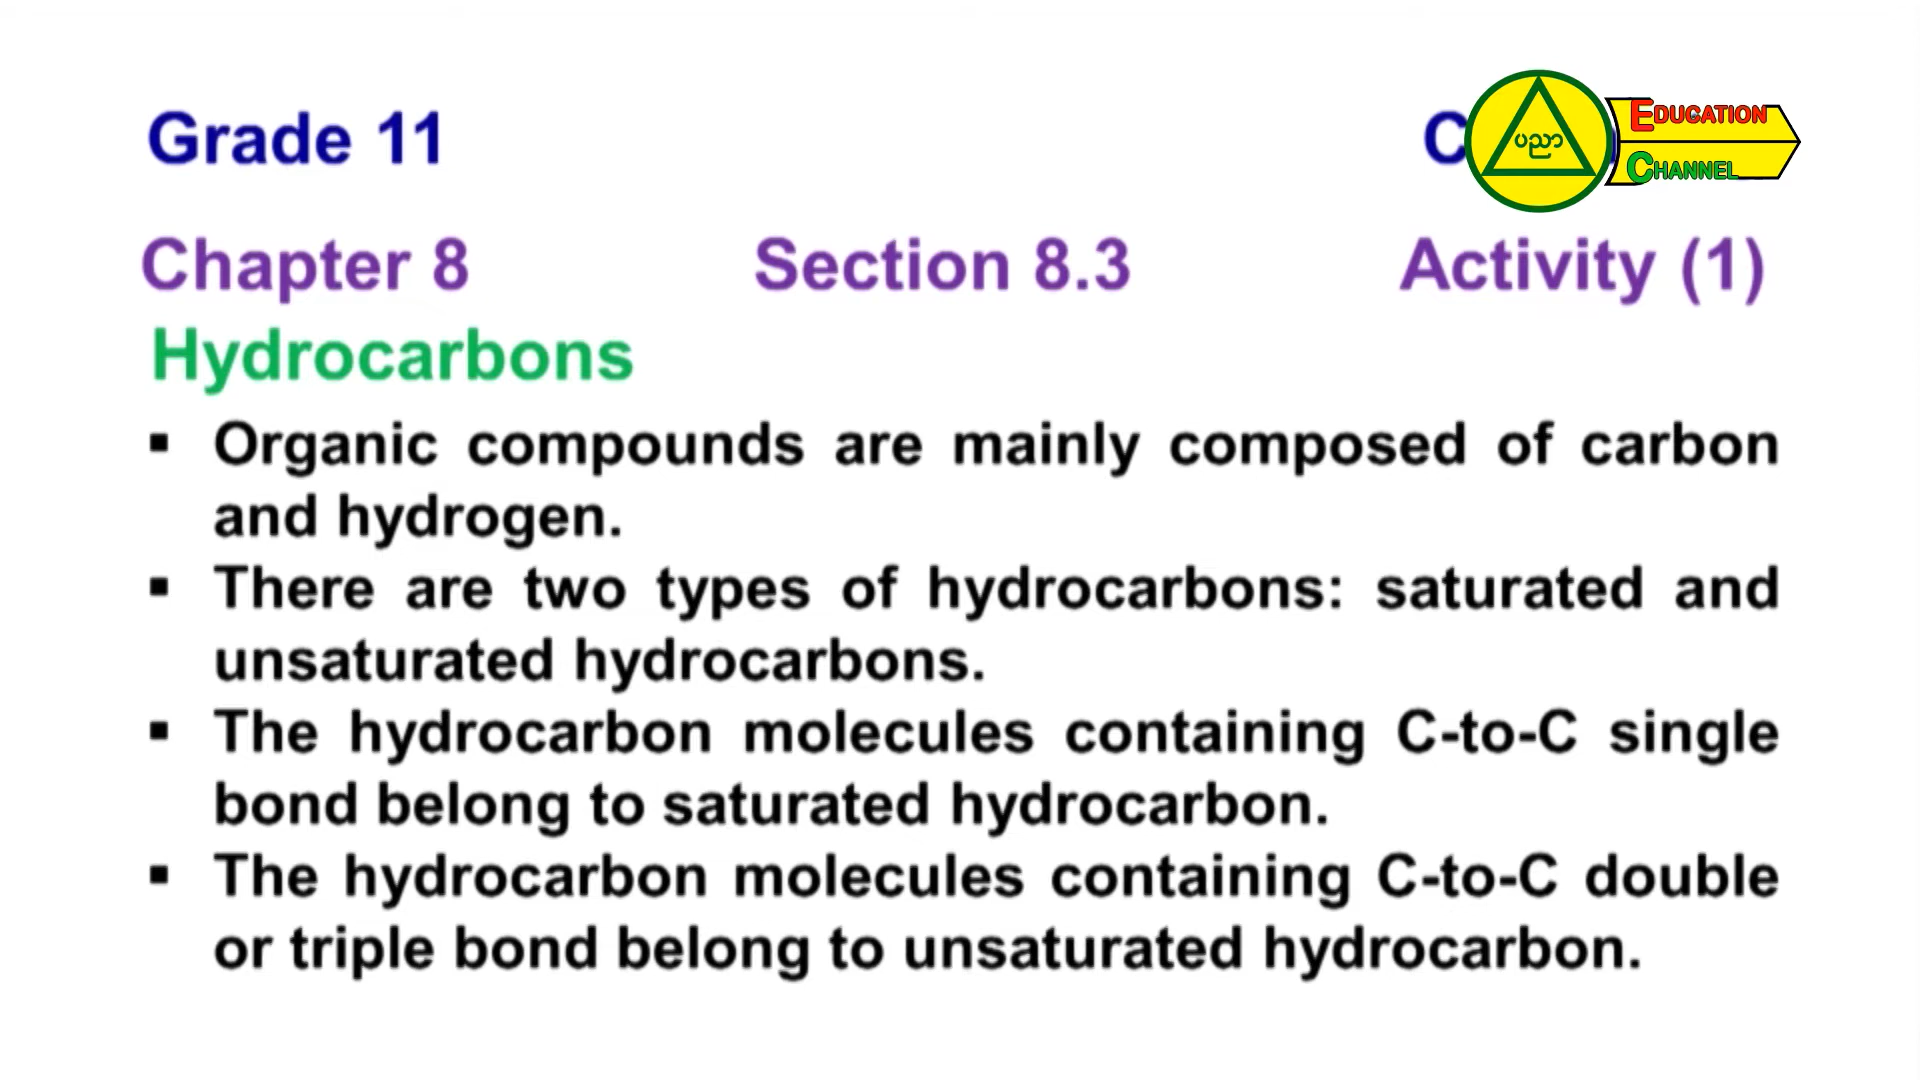 Grade 11
ပညာ
EDUCATION
CHANNEL
Chapter 8 Section 8.3 Activity (1)
Hydrocarbons
▪ Organic compounds are mainly composed of carbon
and hydrogen.
▪ There are two types of hydrocarbons: saturated and
unsaturated hydrocarbons.
▪ The hydrocarbon molecules containing C-to-C single
bond belong to saturated hydrocarbon.
▪ The hydrocarbon molecules containing C-to-C double
or triple bond belong to unsaturated hydrocarbon.